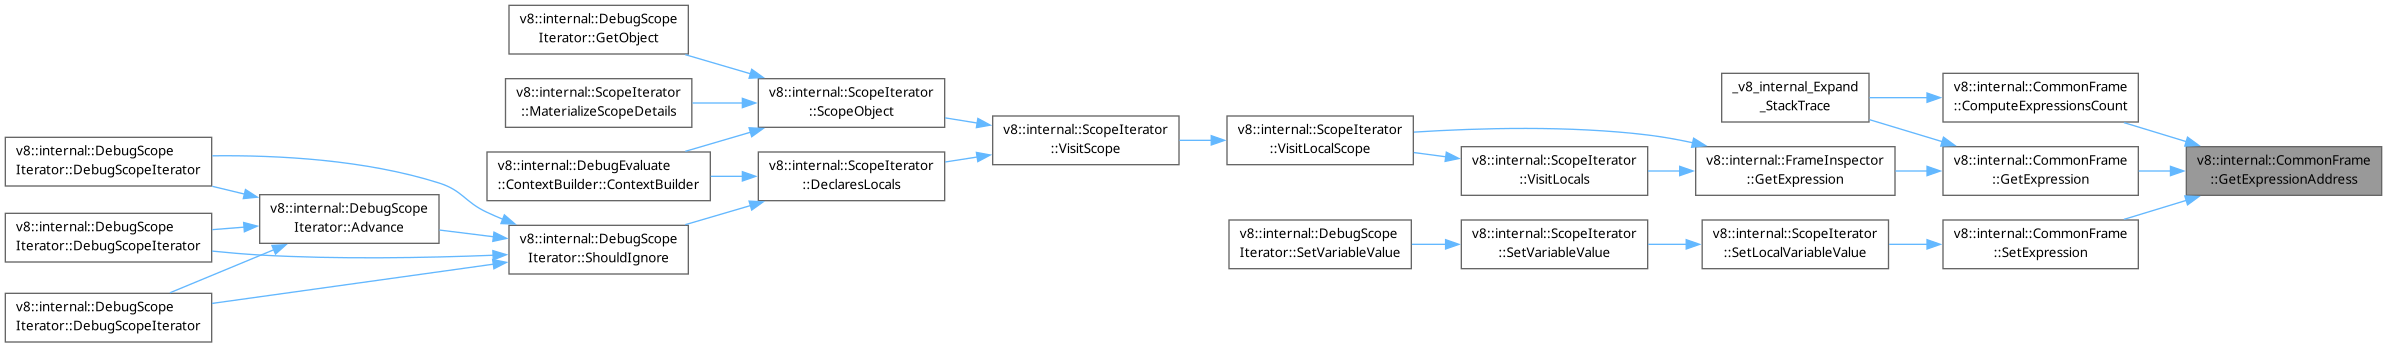 v8::internal::DebugScope
Iterator::GetObject
v8::internal::ScopeIterator
::MaterializeScopeDetails
v8::internal::ScopeIterator
::ScopeObject
_v8_internal_Expand
_StackTrace
v8::internal::CommonFrame
::ComputeExpressionsCount
v8::internal::ScopeIterator
::VisitScope
v8::internal::ScopeIterator
::VisitLocalScope
v8::internal::DebugScope
Iterator::DebugScopeIterator
v8::internal::DebugEvaluate
::ContextBuilder::ContextBuilder
v8::internal::ScopeIterator
::DeclaresLocals
v8::internal::ScopeIterator
::VisitLocals
v8::internal::FrameInspector
::GetExpression
v8::internal::CommonFrame
::GetExpression
v8::internal::CommonFrame
::GetExpressionAddress
v8::internal::DebugScope
Iterator::Advance
v8::internal::DebugScope
Iterator::DebugScopeIterator
v8::internal::DebugScope
Iterator::ShouldIgnore
v8::internal::DebugScope
Iterator::SetVariableValue
v8::internal::ScopeIterator
::SetVariableValue
v8::internal::ScopeIterator
::SetLocalVariableValue
v8::internal::CommonFrame
::SetExpression
v8::internal::DebugScope
Iterator::DebugScopeIterator